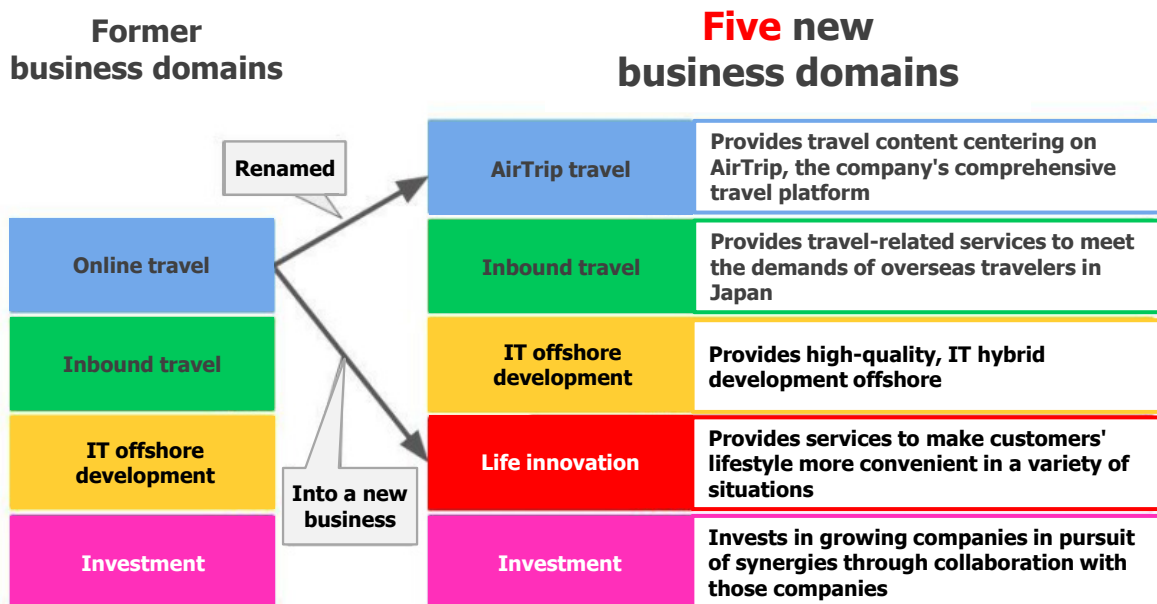 Former
business domains
Five new
business domains
Renamed
Online travel
Inbound travel
IT offshore
development
Investment
Into a new
business
AirTrip travel
Provides travel content centering on
AirTrip, the company's comprehensive
travel platform
Inbound travel
Provides travel-related services to meet
the demands of overseas travelers in
Japan
IT offshore
development
Provides high-quality, IT hybrid
development offshore
Life innovation
Provides services to make customers'
lifestyle more convenient in a variety of
situations
Investment
Invests in growing companies in pursuit
of synergies through collaboration with
those companies